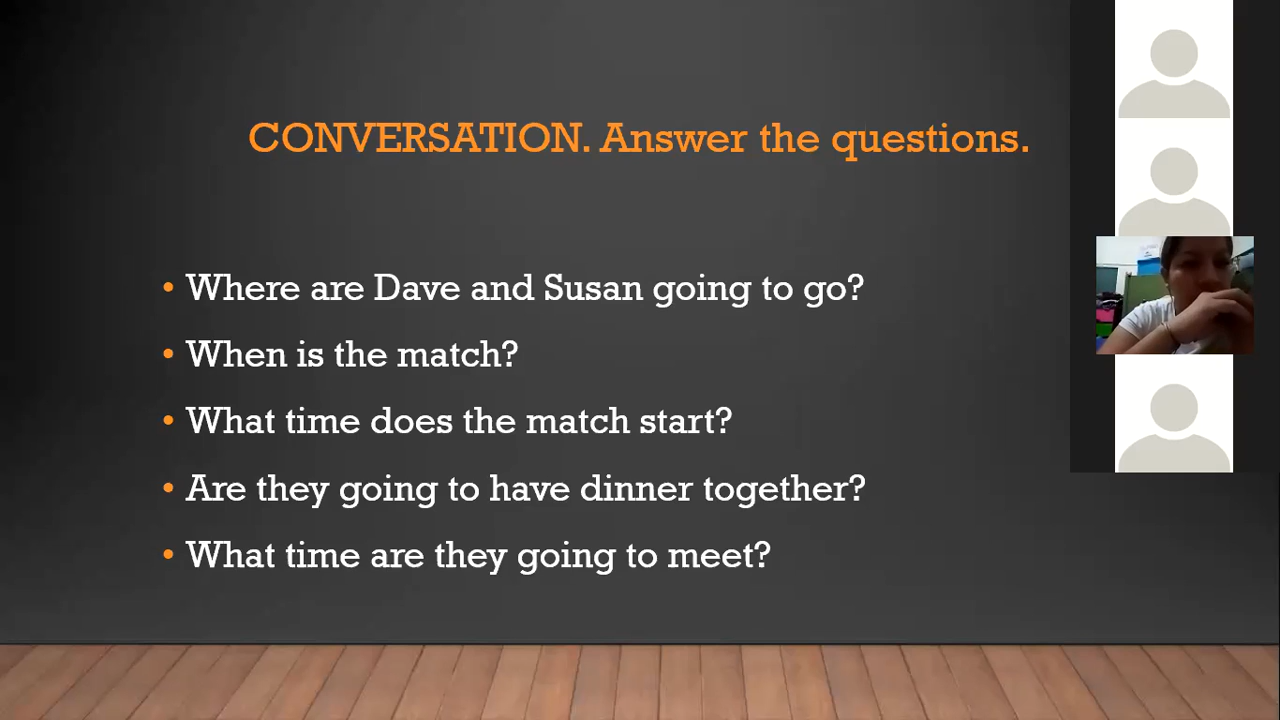 CONVERSATION. Answer the questions.
• Where are Dave and Susan going to go?
• When is the match?
• What time does the match start?
• Are they going to have dinner together?
• What time are they going to meet?